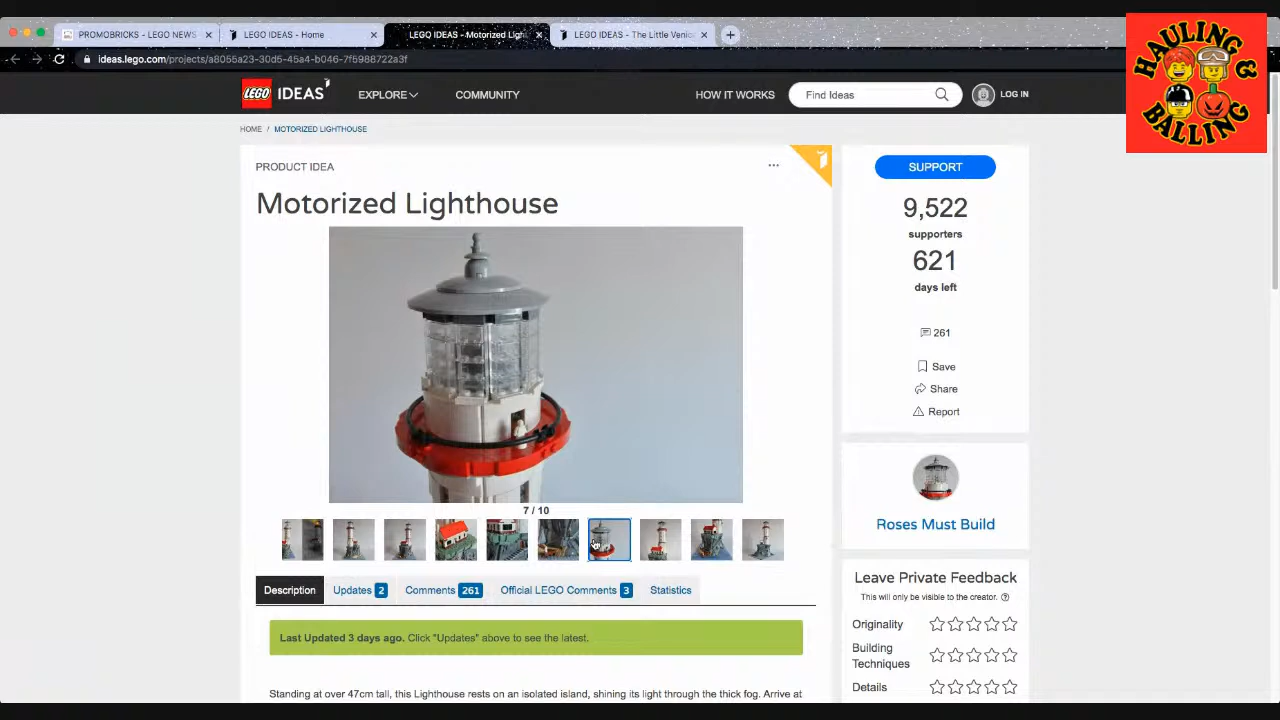 PROMOBRICKS - LEGO NEWS
LEGO IDEAS - Home
LEGO IDEAS - Motorized Ligh
LEGO IDEAS - The Little Venic
ideas.lego.com/projects/a8055a23-30d5-45a4-b046-7f5988722a3f
HAULING &
BALLING
LEGO IDEAS
EXPLORE
COMMUNITY
HOW IT WORKS
Find Ideas
LOG IN
HOME / MOTORIZED LIGHTHOUSE
PRODUCT IDEA
Motorized Lighthouse
SUPPORT
9,522
supporters
621
days left
261
Save
Share
Report
7 / 10
Roses Must Build
Description
Updates 2
Comments 261
Official LEGO Comments 3
Statistics
Last Updated 3 days ago. Click "Updates" above to see the latest.
Standing at over 47cm tall, this Lighthouse rests on an isolated island, shining its light through the thick fog. Arrive at
Leave Private Feedback
This will only be visible to the creator.
Originality
Building
Techniques
Details